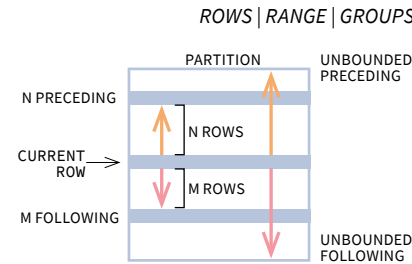 ROWS | RANGE | GROUPS
PARTITION
UNBOUNDED
PRECEDING
N PRECEDING
N ROWS
CURRENT
ROW
M ROWS
M FOLLOWING
UNBOUNDED
FOLLOWING